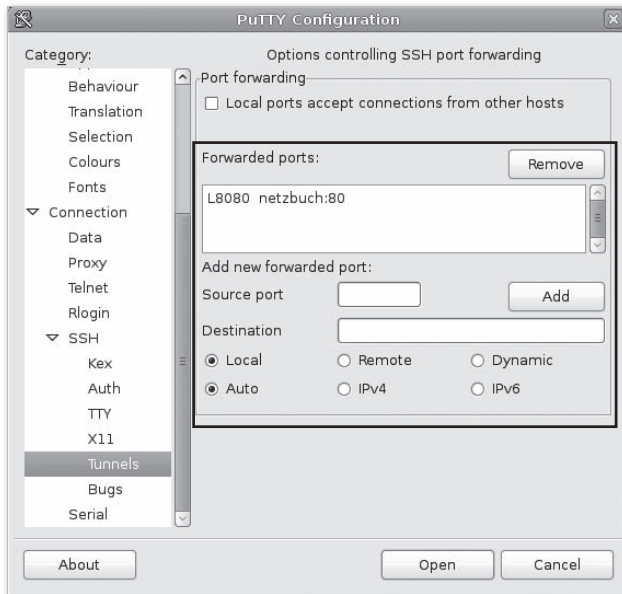 PuTTY Configuration
Category:
Behaviour
Translation
Selection
Colours
Fonts
Connection
Data
Proxy
Telnet
Rlogin
SSH
Kex
Auth
TTY
X11
Tunnels
Bugs
Serial
Options controlling SSH port forwarding
Port forwarding
Local ports accept connections from other hosts
Forwarded ports:
Remove
L8080 netzbuch:80
Add new forwarded port:
Source port
Add
Destination
Local Remote Dynamic
Auto IPv4 IPv6
About Open Cancel